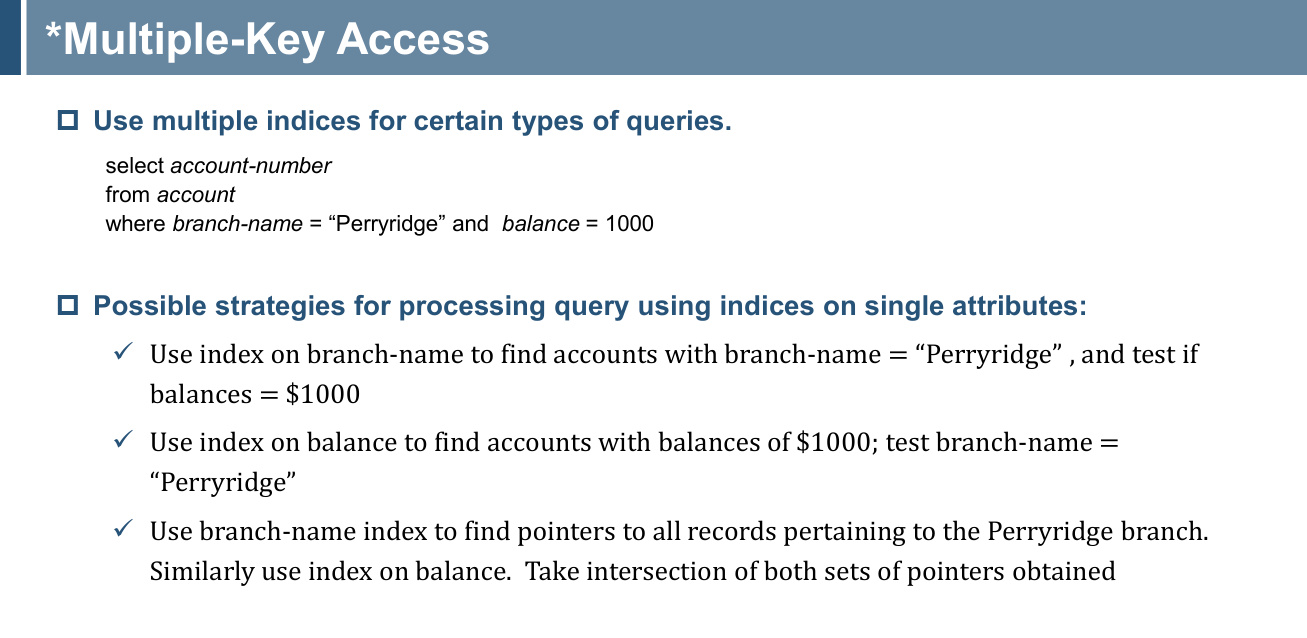 *Multiple-Key Access
Use multiple indices for certain types of queries.
select account-number
from account
where branch-name = “Perryridge” and  balance = 1000
Possible strategies for processing query using indices on single attributes:
Use index on branch-name to find accounts with branch-name = “Perryridge” , and test if
balances = $1000
Use index on balance to find accounts with balances of $1000; test branch-name =
“Perryridge”
Use branch-name index to find pointers to all records pertaining to the Perryridge branch.
Similarly use index on balance.  Take intersection of both sets of pointers obtained